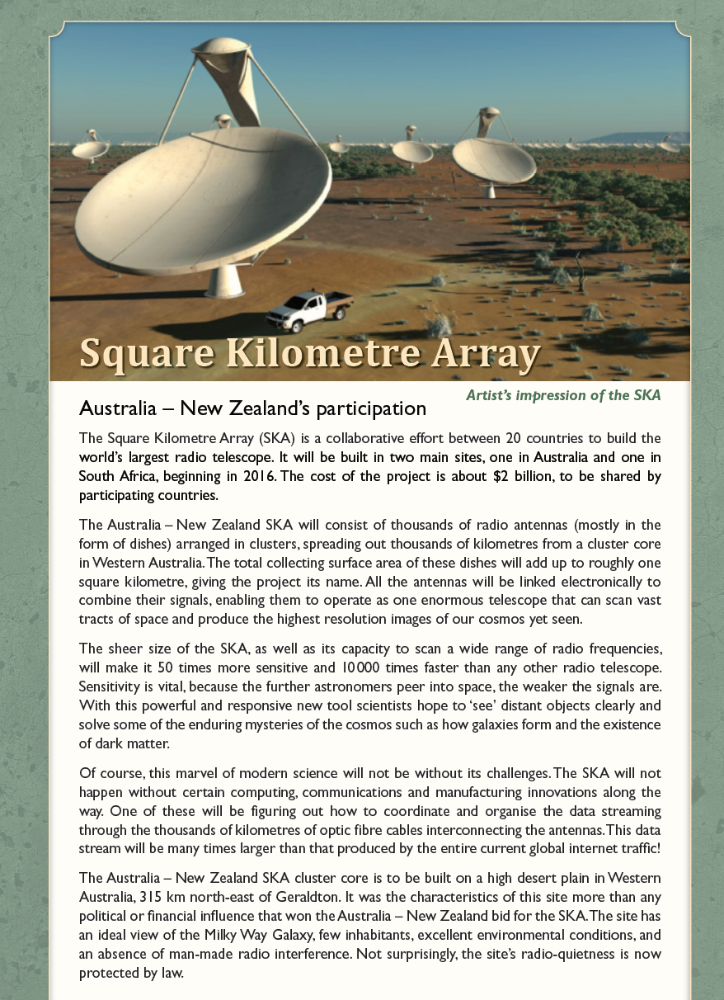 Square Kilometre Array
Artist's impression of the SKA
Australia – New Zealand's participation
The Square Kilometre Array (SKA) is a collaborative effort between 20 countries to build the
world's largest radio telescope. It will be built in two main sites, one in Australia and one in
South Africa, beginning in 2016. The cost of the project is about $2 billion, to be shared by
participating countries.
The Australia – New Zealand SKA will consist of thousands of radio antennas (mostly in the
form of dishes) arranged in clusters, spreading out thousands of kilometres from a cluster core
in Western Australia. The total collecting surface area of these dishes will add up to roughly one
square kilometre, giving the project its name. All the antennas will be linked electronically to
combine their signals, enabling them to operate as one enormous telescope that can scan vast
tracts of space and produce the highest resolution images of our cosmos yet seen.
The sheer size of the SKA, as well as its capacity to scan a wide range of radio frequencies,
will make it 50 times more sensitive and 10 000 times faster than any other radio telescope.
Sensitivity is vital, because the further astronomers peer into space, the weaker the signals are.
With this powerful and responsive new tool scientists hope to 'see' distant objects clearly and
solve some of the enduring mysteries of the cosmos such as how galaxies form and the existence
of dark matter.
Of course, this marvel of modern science will not be without its challenges. The SKA will not
happen without certain computing, communications and manufacturing innovations along the
way. One of these will be figuring out how to coordinate and organise the data streaming
through the thousands of kilometres of optic fibre cables interconnecting the antennas. This data
stream will be many times larger than that produced by the entire current global internet traffic!
The Australia – New Zealand SKA cluster core is to be built on a high desert plain in Western
Australia, 315 km north-east of Geraldton. It was the characteristics of this site more than any
political or financial influence that won the Australia – New Zealand bid for the SKA. The site has
an ideal view of the Milky Way Galaxy, few inhabitants, excellent environmental conditions, and
an absence of man-made radio interference. Not surprisingly, the site's radio-quietness is now
protected by law.